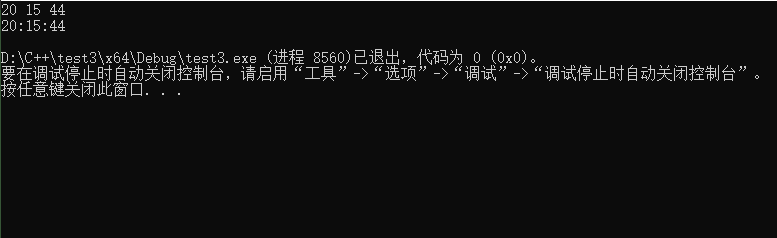 20 15 44
20:15:44
D:\C++\test3\x64\Debug\test3.exe (进程 8560)已退出，代码为 0 (0x0)。
要在调试停止时自动关闭控制台，请启用“工具”->“选项”->“调试”->“调试停止时自动关闭控制台”。
按任意键关闭此窗口. . .